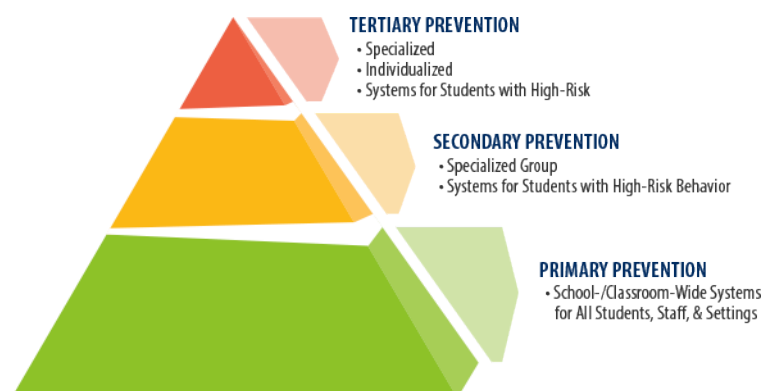 TERTIARY PREVENTION
• Specialized
• Individualized
• Systems for Students with High-Risk
SECONDARY PREVENTION
• Specialized Group
• Systems for Students with High-Risk Behavior
PRIMARY PREVENTION
• School-/Classroom-Wide Systems
for All Students, Staff, & Settings